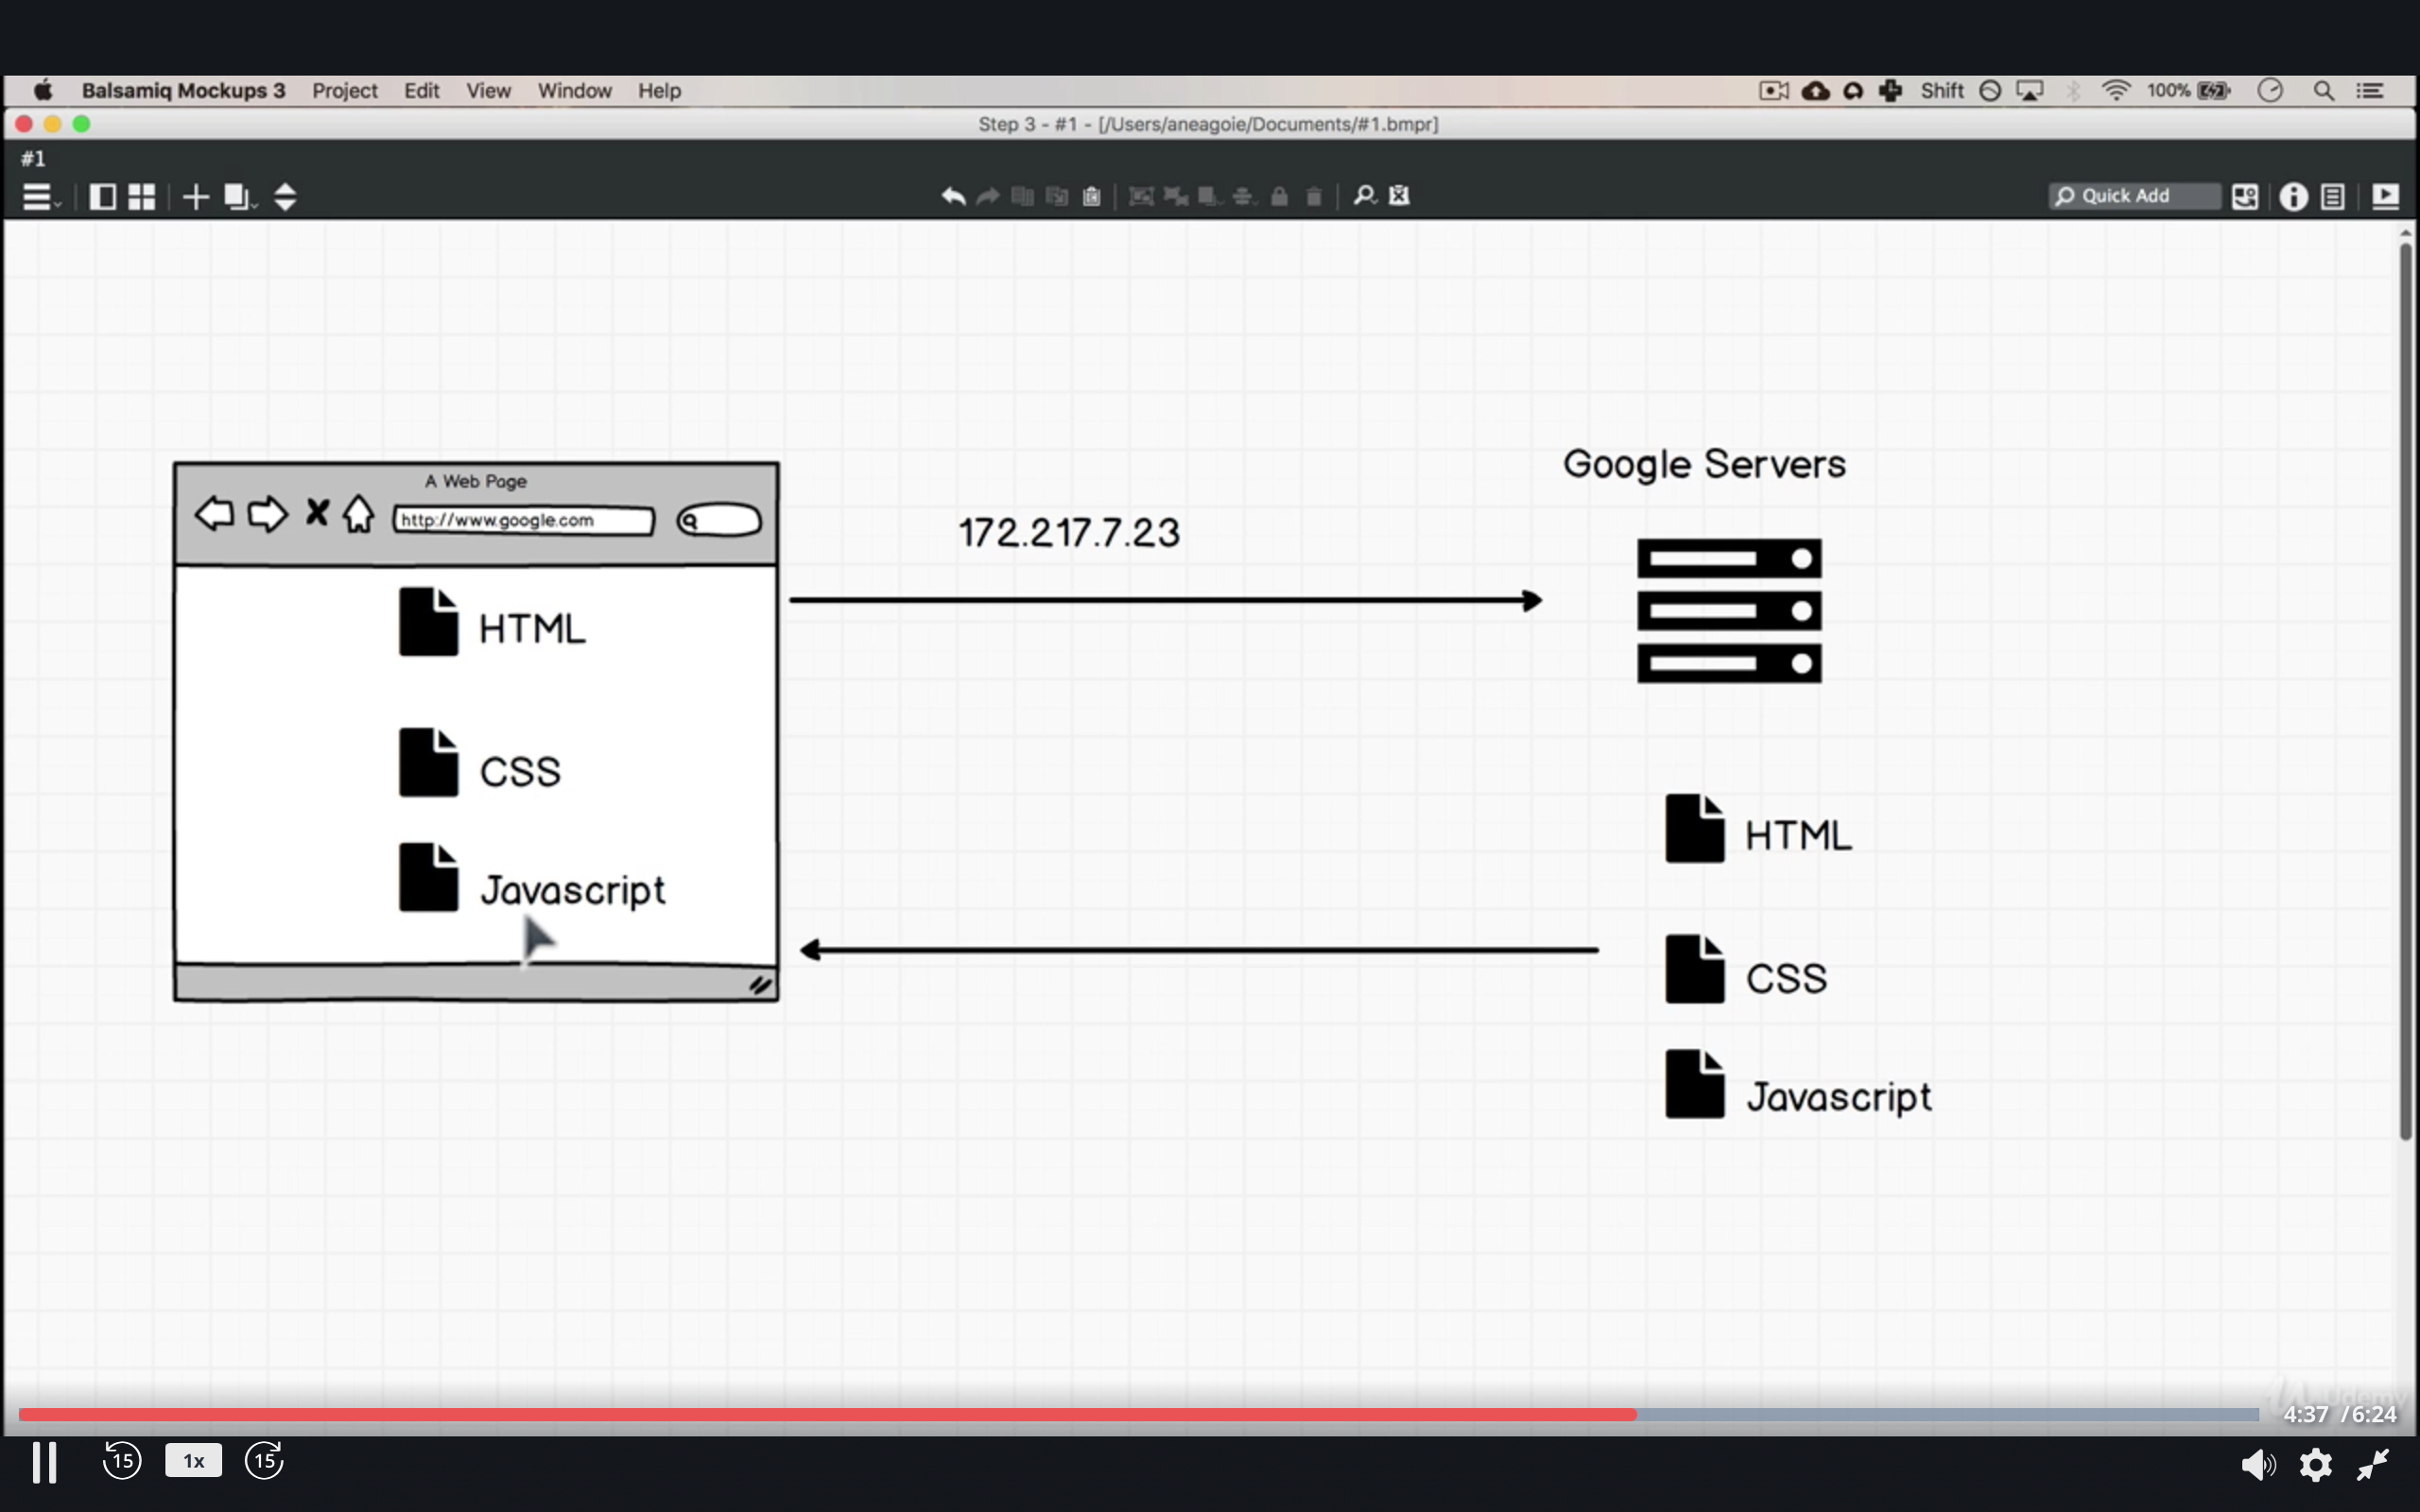 Balsamiq Mockups 3 Project Edit View Window Help Shift 100%
Step 3 - #1 - [/Users/aneagoie/Documents/#1.bmpr]
#1
Quick Add
Google Servers
A Web Page
http://www.google.com
172.217.7.23
HTML
CSS
Javascript
HTML
CSS
Javascript
Udemy
4:37 / 6:24
15 1x 15